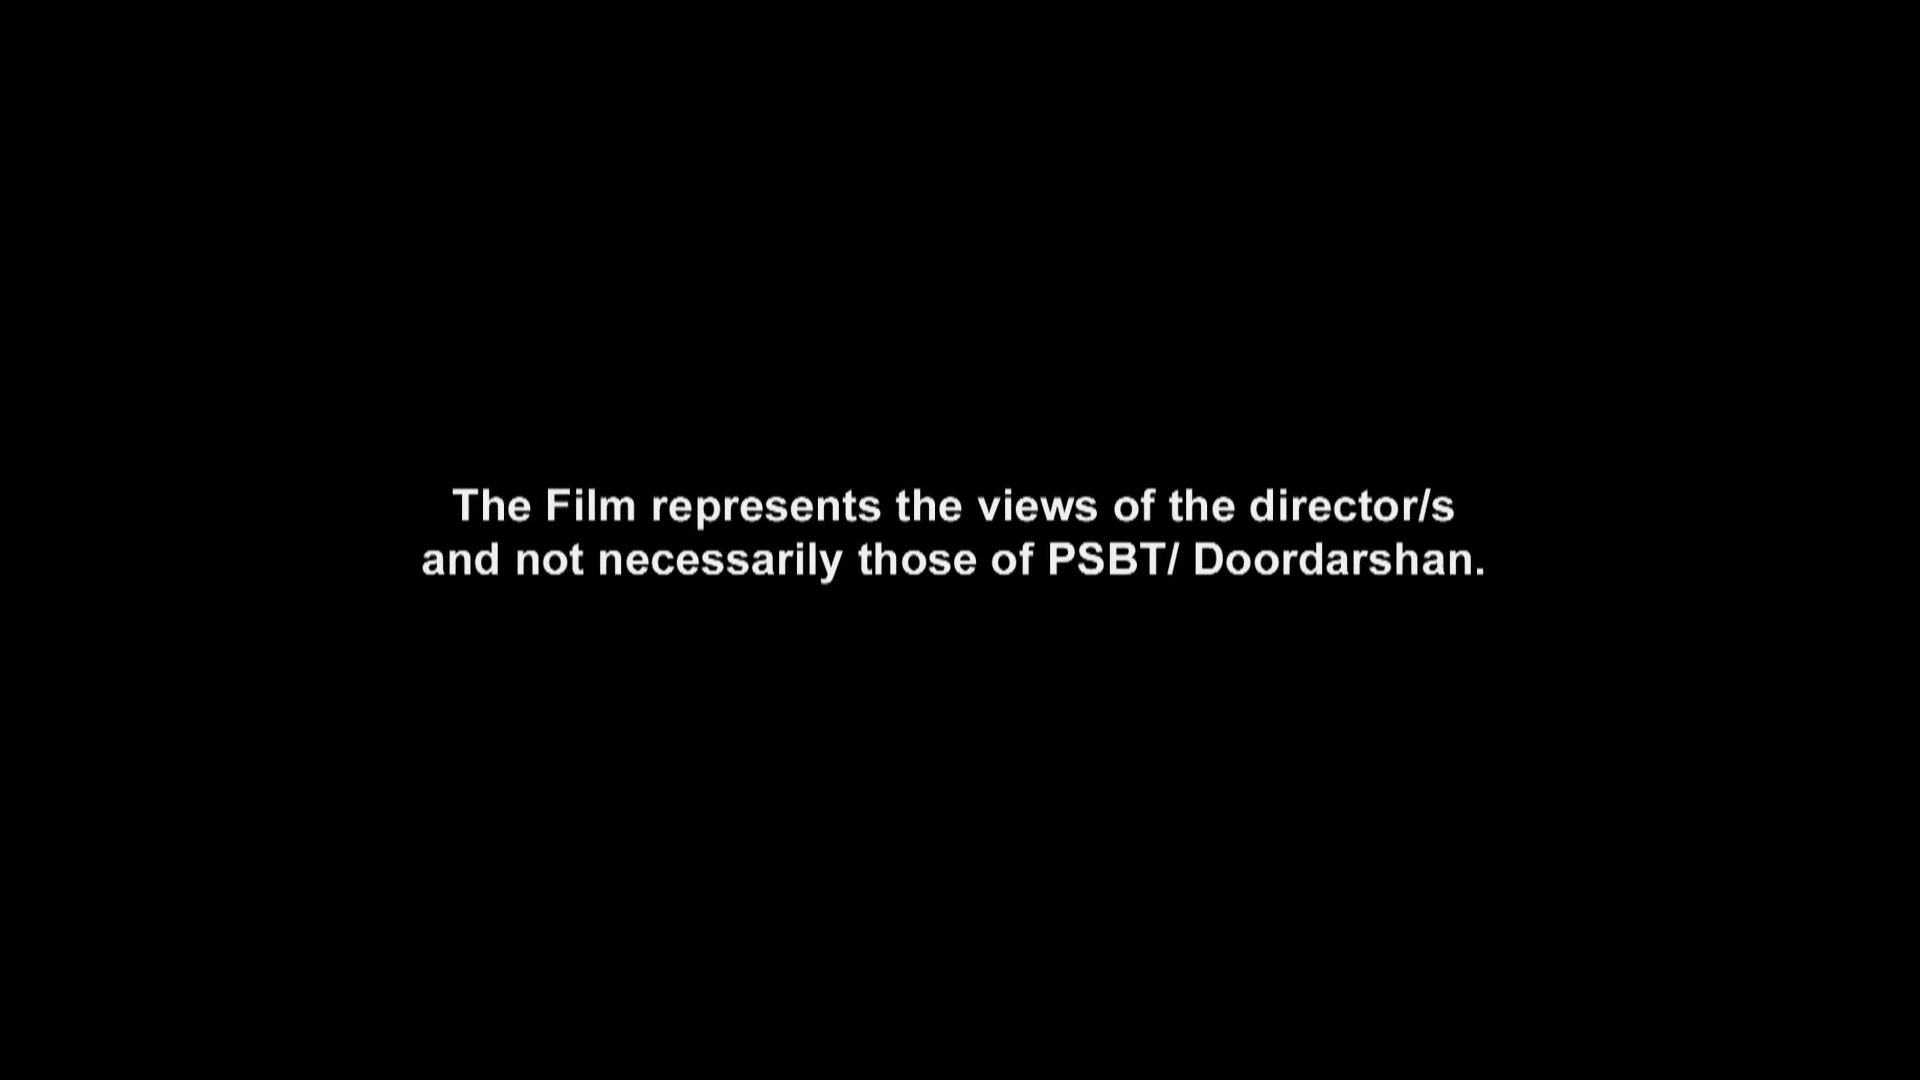 The Film represents the views of the director/s
and not necessarily those of PSBT/ Doordarshan.